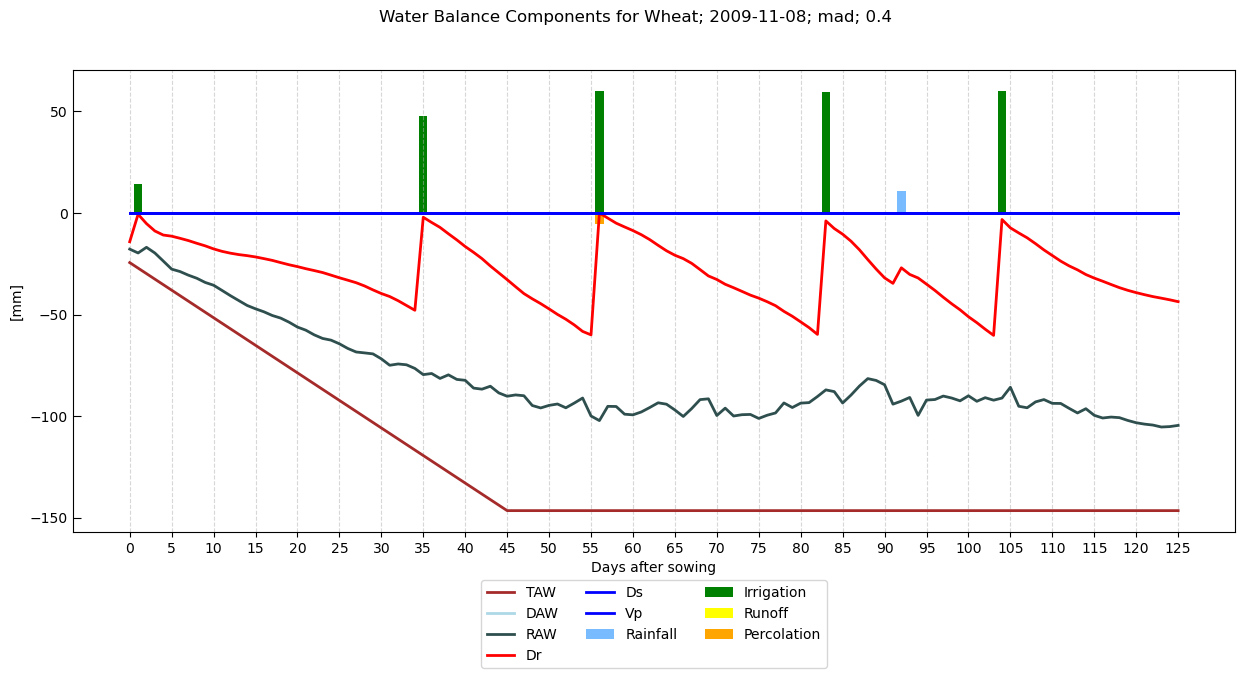 Water Balance Components for Wheat; 2009-11-08; mad; 0.4
[mm]
50
0
−50
−100
−150
0 5 10 15 20 25 30 35 40 45 50 55 60 65 70 75 80 85 90 95 100 105 110 115 120 125
Days after sowing
TAW
DAW
RAW
Dr
Ds
Vp
Rainfall
Irrigation
Runoff
Percolation